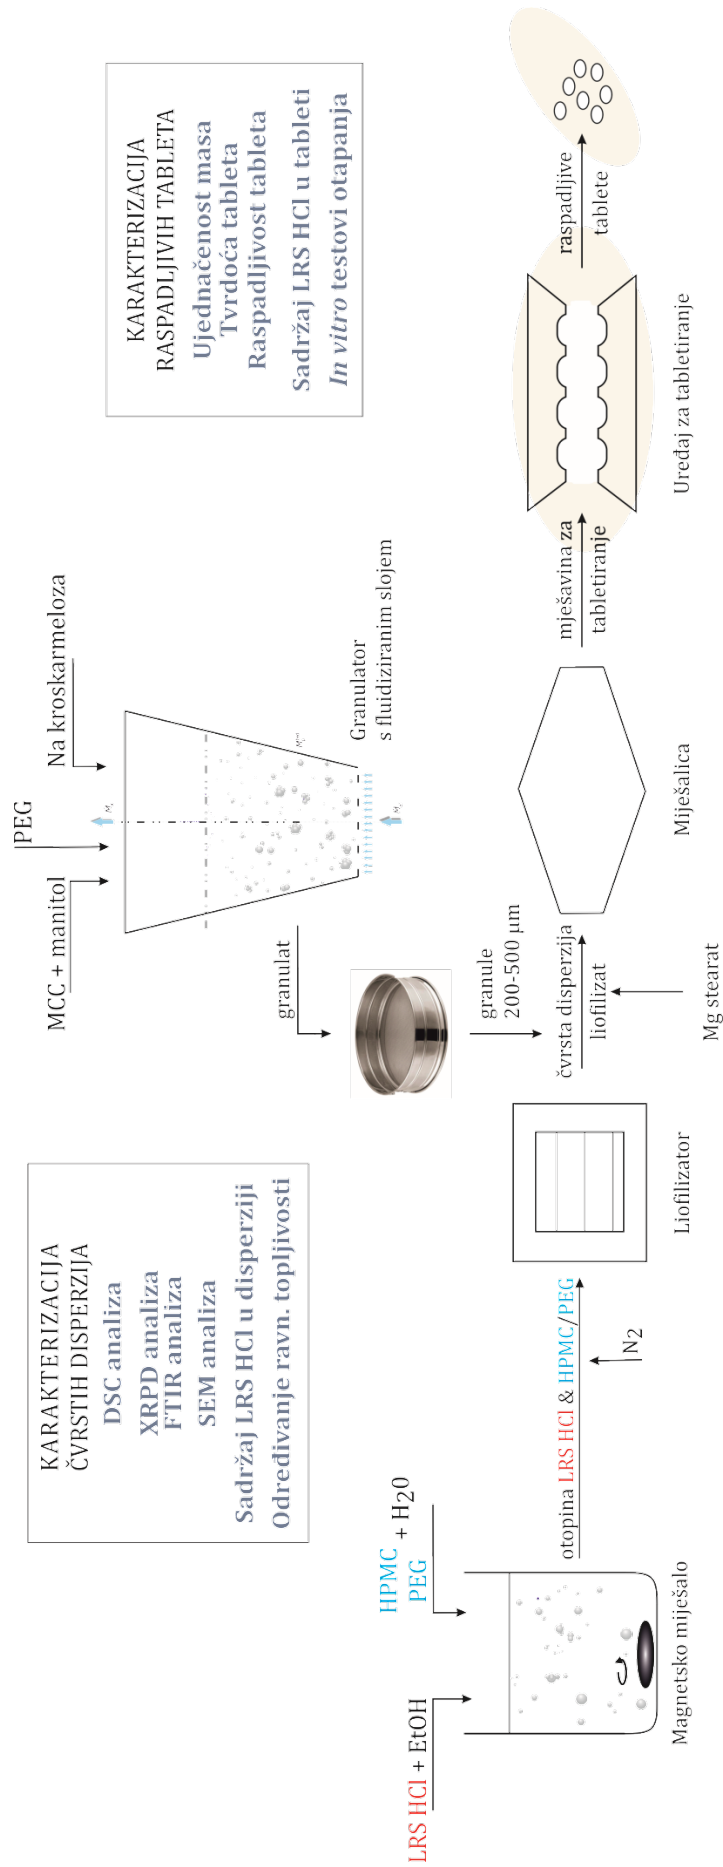 KARAKTERIZACIJA
ČVRSTIH DISPERZIJA
DSC analiza
XRPD analiza
FTIR analiza
SEM analiza
Sadržaj LRS HCl u disperziji
Određivanje ravn. topljivosti
MCC + manitol
PEG
Na kroskarmeloza
Granulator
s fluidiziranim slojem
granulat
granule
200-500 µm
KARAKTERIZACIJA
RASPADLJIVIH TABLETA
Ujednačenost masa
Tvrdoća tableta
Raspadljivost tableta
Sadržaj LRS HCl u tableti
In vitro testovi otapanja
LRS HCl + EtOH
HPMC
PEG
+ H2O
Magnetsko miješalo
otopina LRS HCl & HPMC/PEG
N2
Liofilizator
čvrsta disperzija
liofilizat
Mg stearat
Miješalica
mješavina za
tabletiranje
Uređaj za tabletiranje
raspadljive
tablete